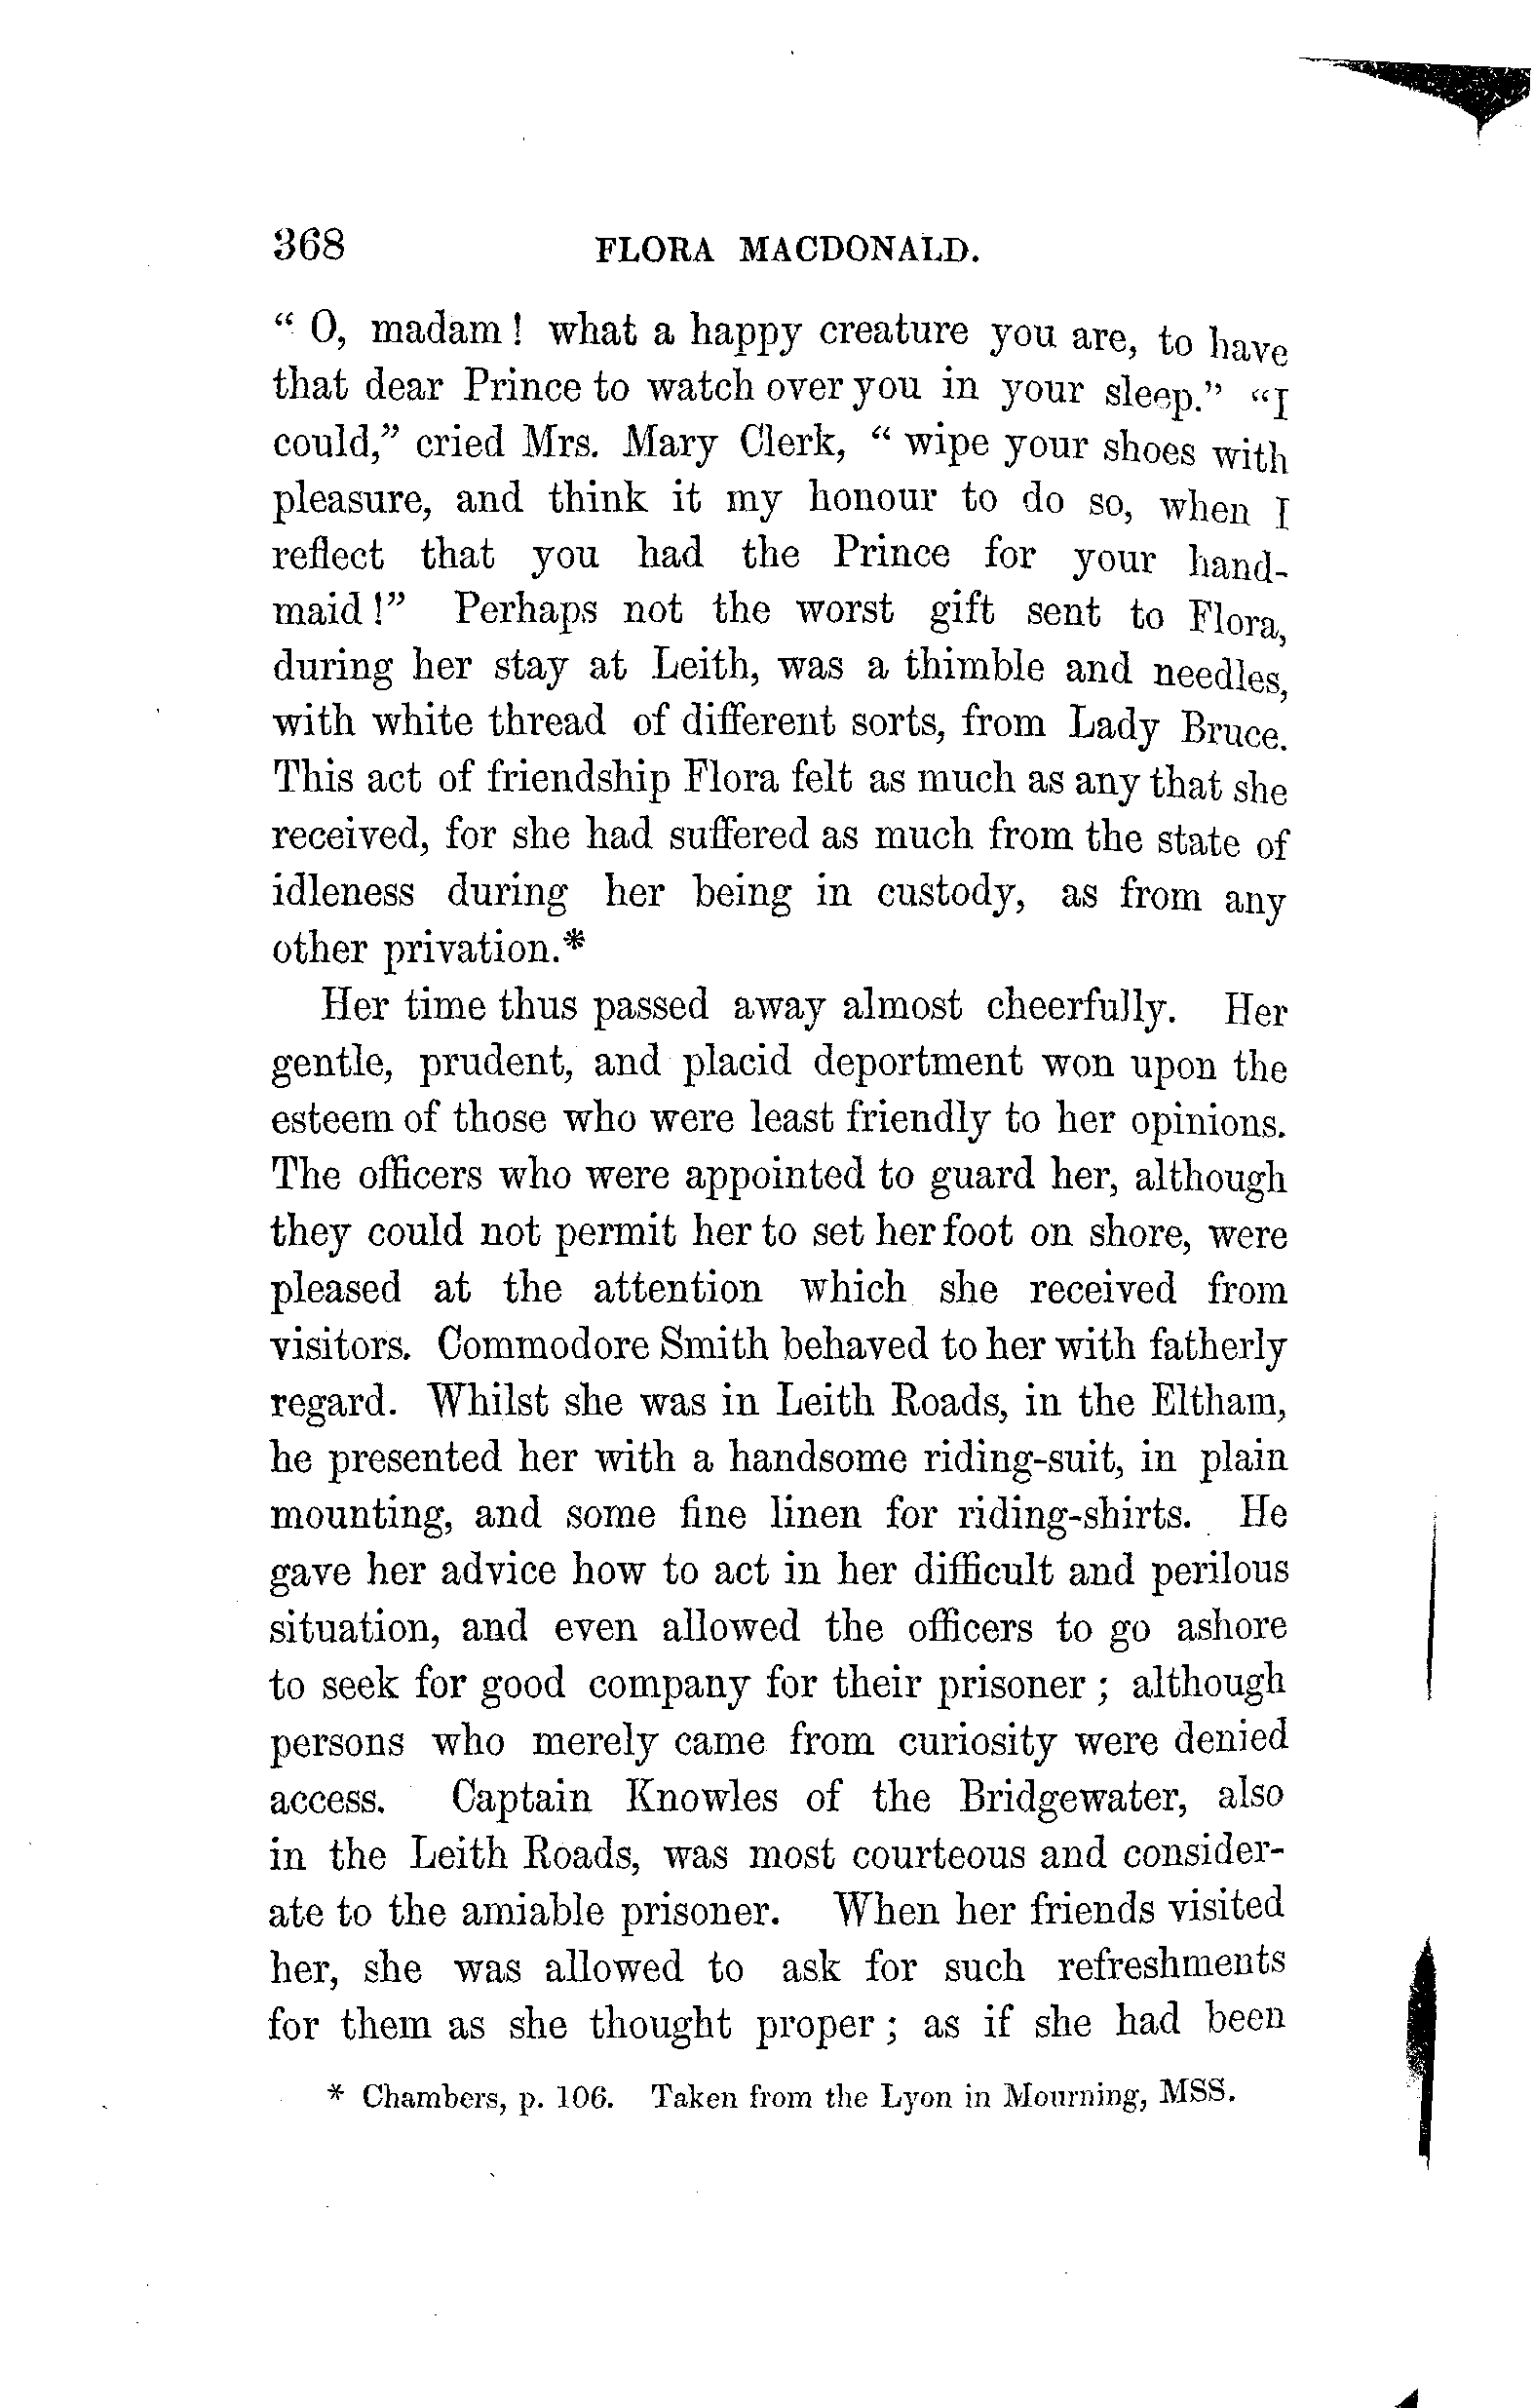 368 FLORA MACDONALD.
“ O, madam ! what a happy creature you are, to have
that dear Prince to watch over you in your sleep.” “I
could,” cried Mrs. Mary Clerk, “ wipe your shoes with
pleasure, and think it my honour to do so, when I
reflect that you had the Prince for your hand-
maid !” Perhaps not the worst gift sent to Flora,
during her stay at Leith, was a thimble and needles,
with white thread of different sorts, from Lady Bruce.
This act of friendship Flora felt as much as any that she
received, for she had suffered as much from the state of
idleness during her being in custody, as from any
other privation.*
Her time thus passed away almost cheerfully. Her
gentle, prudent, and placid deportment won upon the
esteem of those who were least friendly to her opinions.
The officers who were appointed to guard her, although
they could not permit her to set her foot on shore, were
pleased at the attention which she received from
visitors. Commodore Smith behaved to her with fatherly
regard. Whilst she was in Leith Roads, in the Eltham,
he presented her with a handsome riding-suit, in plain
mounting, and some fine linen for riding-shirts. He
gave her advice how to act in her difficult and perilous
situation, and even allowed the officers to go ashore
to seek for good company for their prisoner ; although
persons who merely came from curiosity were denied
access. Captain Knowles of the Bridgewater, also
in the Leith Roads, was most courteous and consider-
ate to the amiable prisoner. When her friends visited
her, she was allowed to ask for such refreshments
for them as she thought proper ; as if she had been
* Chambers, p. 106. Taken from the Lyon in Mourning, MSS.